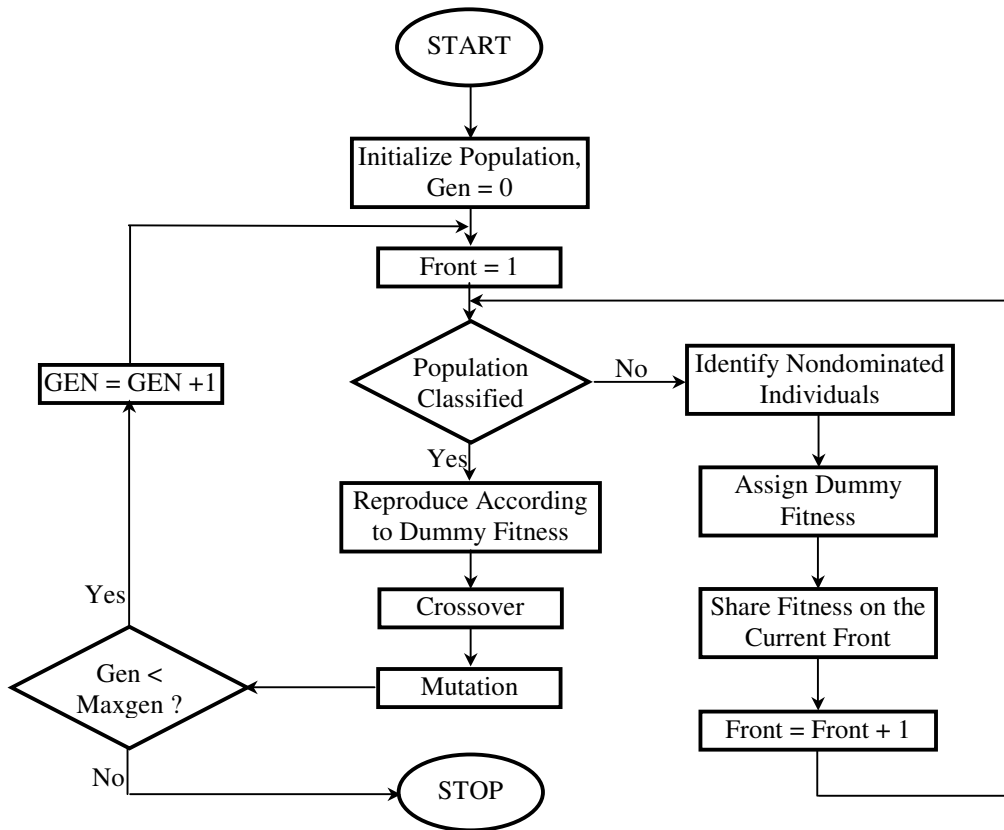 START
Initialize Population,
Gen = 0
Front = 1
Population
Classified
No
Identify Nondominated
Individuals
GEN = GEN +1
Yes
Reproduce According
to Dummy Fitness
Assign Dummy
Fitness
Yes
Crossover
Share Fitness on the
Current Front
Gen <
Maxgen ?
Mutation
Front = Front + 1
No
STOP